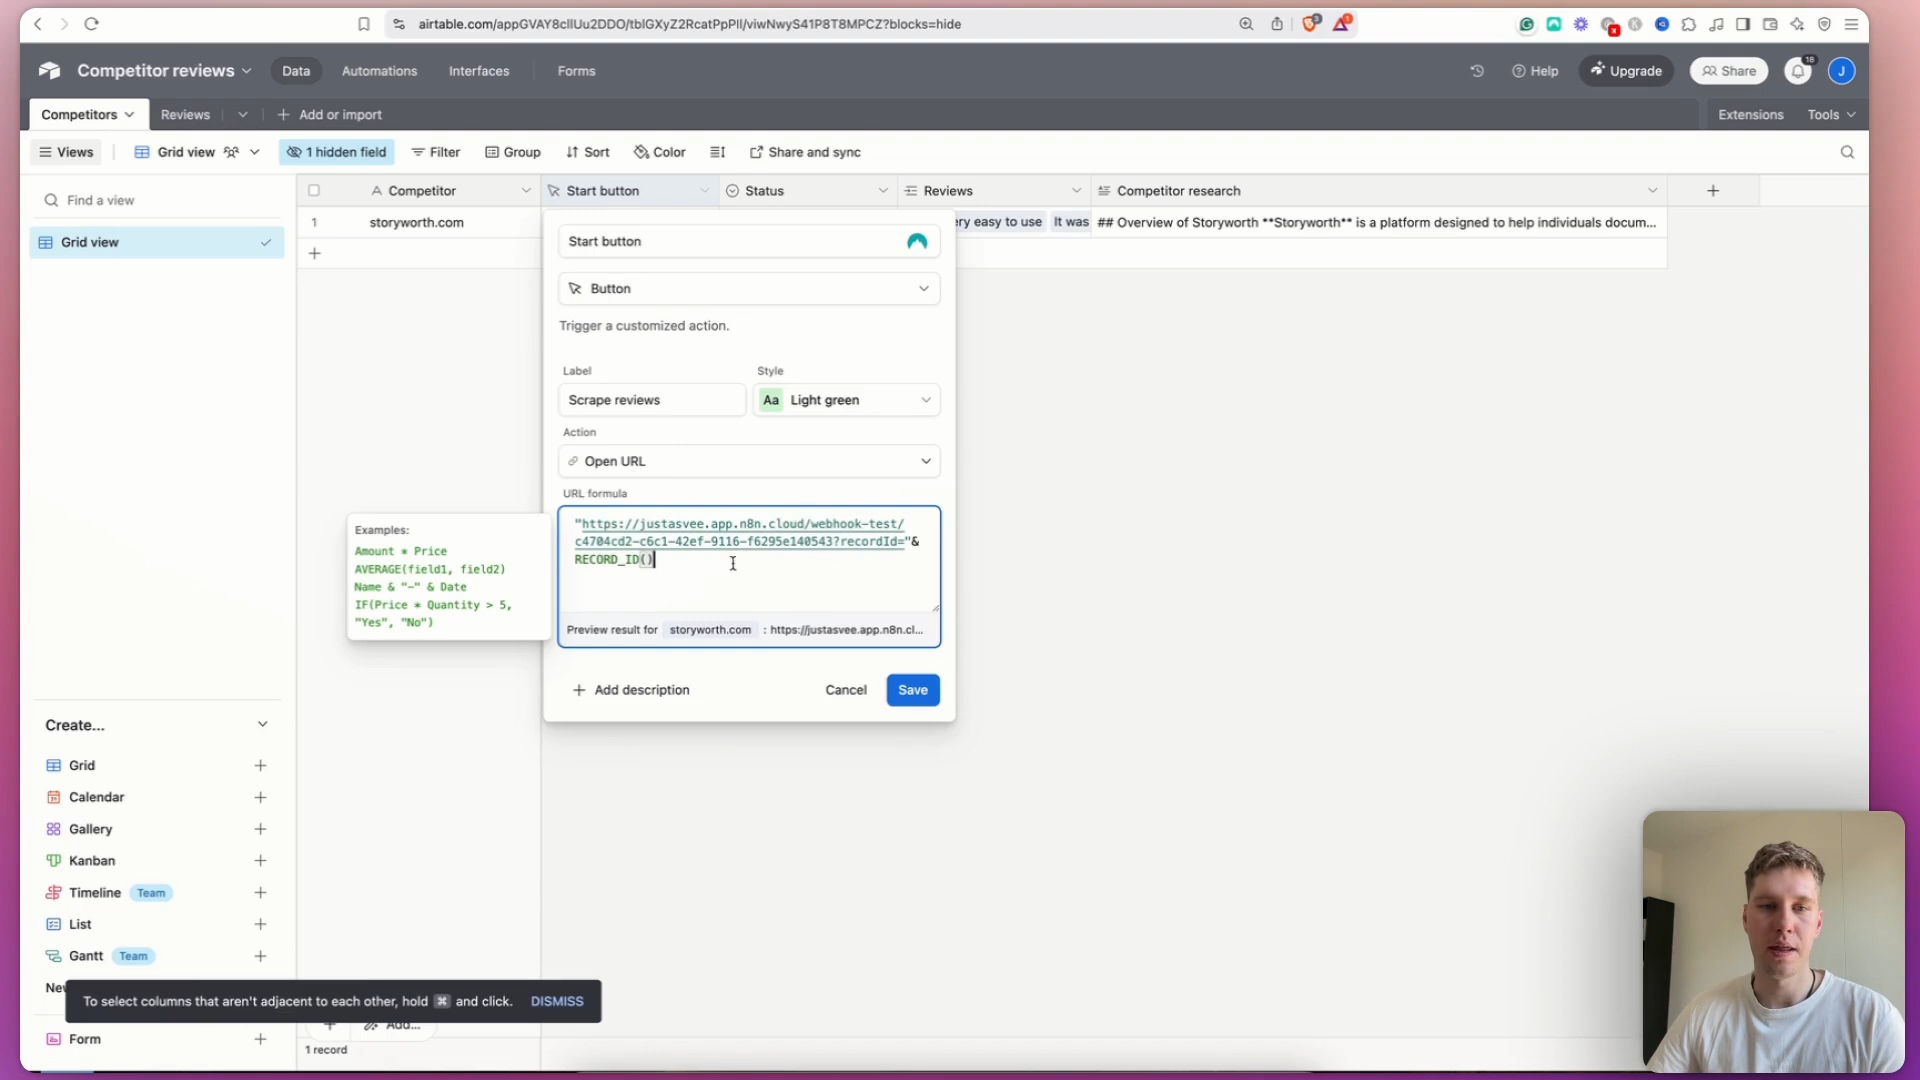 airtable.com/appGVAY8cllUu2DDO/tblGXyZ2RcatPpPlI/viwNwyS41P8T8MPCZ?blocks=hide
Competitor reviews
Data
Automations
Interfaces
Forms
Help
Upgrade
Share
18
J
Competitors
Reviews
Add or import
Extensions
Tools
Views
Grid view
1 hidden field
Filter
Group
Sort
Color
Share and sync
Find a view
Grid view
Competitor
Start button
Status
Reviews
Competitor research
1
storyworth.com
ery easy to use
It was
## Overview of Storyworth **Storyworth** is a platform designed to help individuals docum...
Start button
Button
Trigger a customized action.
Label
Style
Scrape reviews
Aa Light green
Action
Open URL
URL formula
"https://justasvee.app.n8n.cloud/webhook-test/
c4704cd2-c6c1-42ef-9116-f6295e140543?recordId="&
RECORD_ID()
Preview result for storyworth.com : https://justasvee.app.n8n.cl...
Add description
Cancel
Save
Examples:
Amount * Price
AVERAGE(field1, field2)
Name & "-" & Date
IF(Price * Quantity > 5,
"Yes", "No")
Create...
Grid
Calendar
Gallery
Kanban
Timeline Team
List
Gantt Team
New
To select columns that aren't adjacent to each other, hold ⌘ and click. DISMISS
Add...
Form
1 record